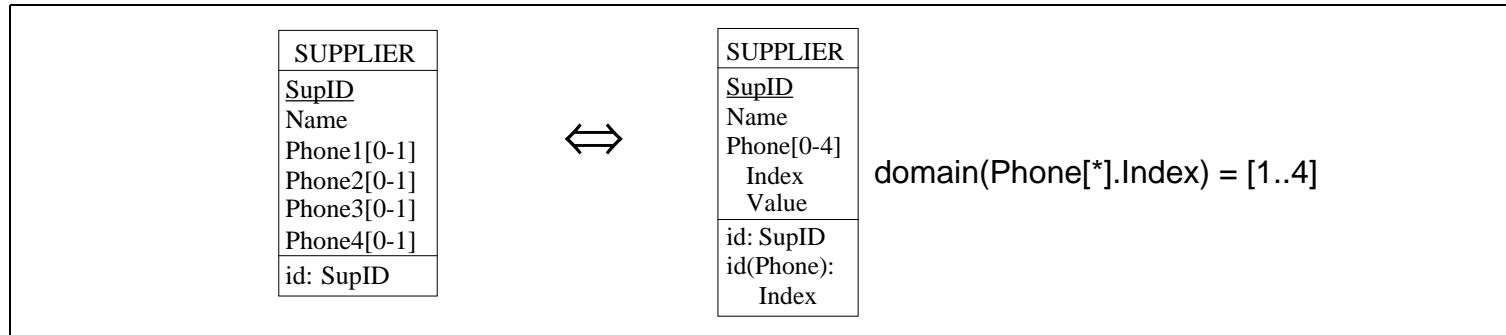 SUPPLIER
SupID
Name
Phone1[0-1]
Phone2[0-1]
Phone3[0-1]
Phone4[0-1]
id: SupID
⇔
SUPPLIER
SupID
Name
Phone[0-4]
Index
Value
id: SupID
id(Phone):
Index
domain(Phone[*].Index) = [1..4]